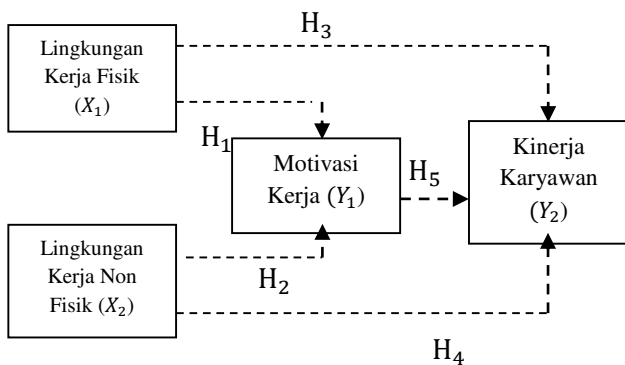 H₃
Lingkungan
Kerja Fisik
(X₁)
H₁
Motivasi
Kerja (Y₁)
H₅
Kinerja
Karyawan
(Y₂)
Lingkungan
Kerja Non
Fisik (X₂)
H₂
H₄